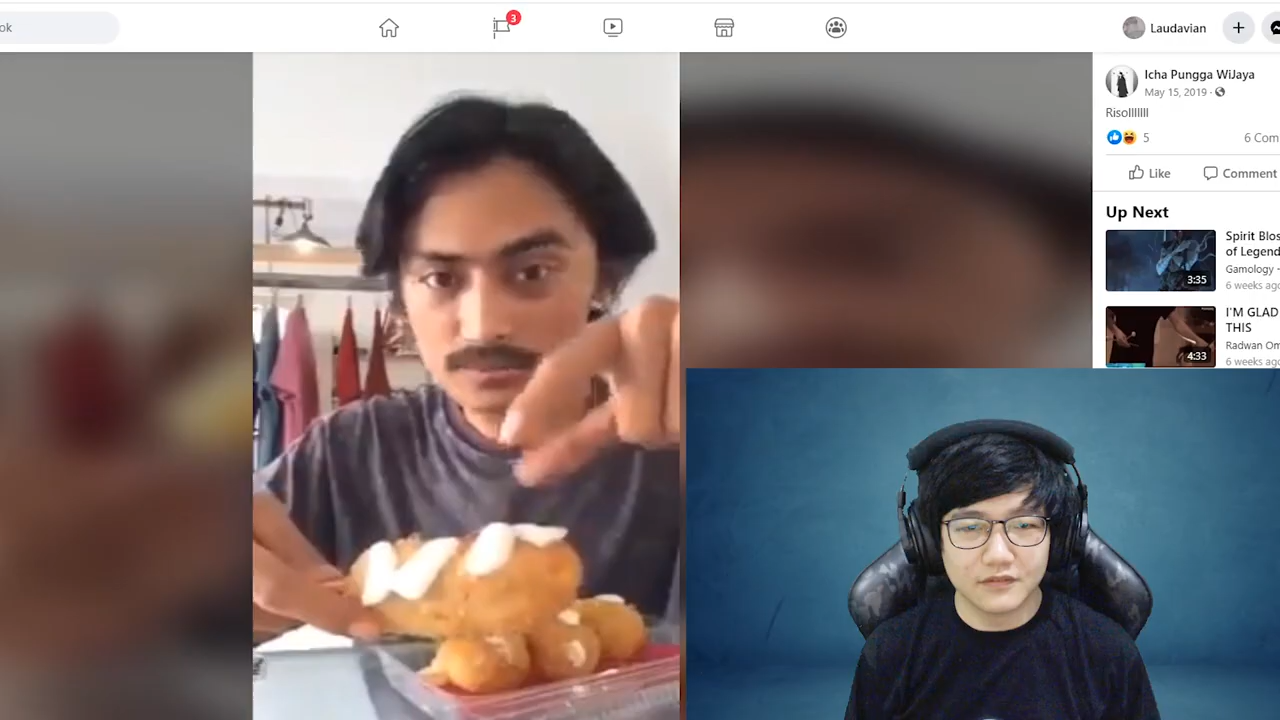 ok
3
Laudavian
Icha Pungga WiJaya
May 15, 2019 ·
Risolllllll
5
6 Com
Like
Comment
Up Next
Spirit Blos
of Legend
Gamology ·
6 weeks ago
3:35
I'M GLAD
THIS
Radwan Om
6 weeks ago
4:33